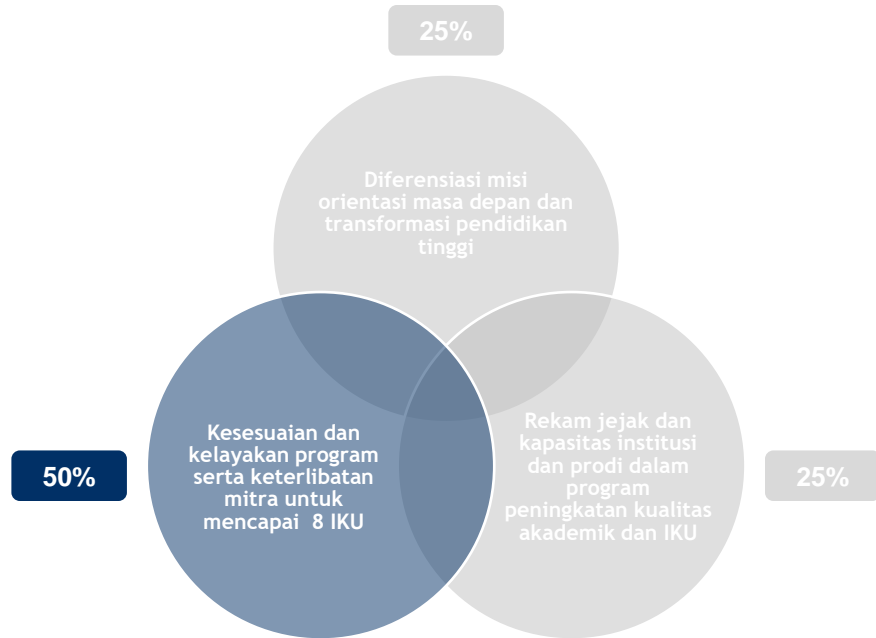 25%
Diferensiasi misi
orientasi masa depan dan
transformasi pendidikan
tinggi
50%
Kesesuaian dan
kelayakan program
serta keterlibatan
mitra untuk
mencapai 8 IKU
Rekam jejak dan
kapasitas institusi
dan prodi dalam
program
peningkatan kualitas
akademik dan IKU
25%